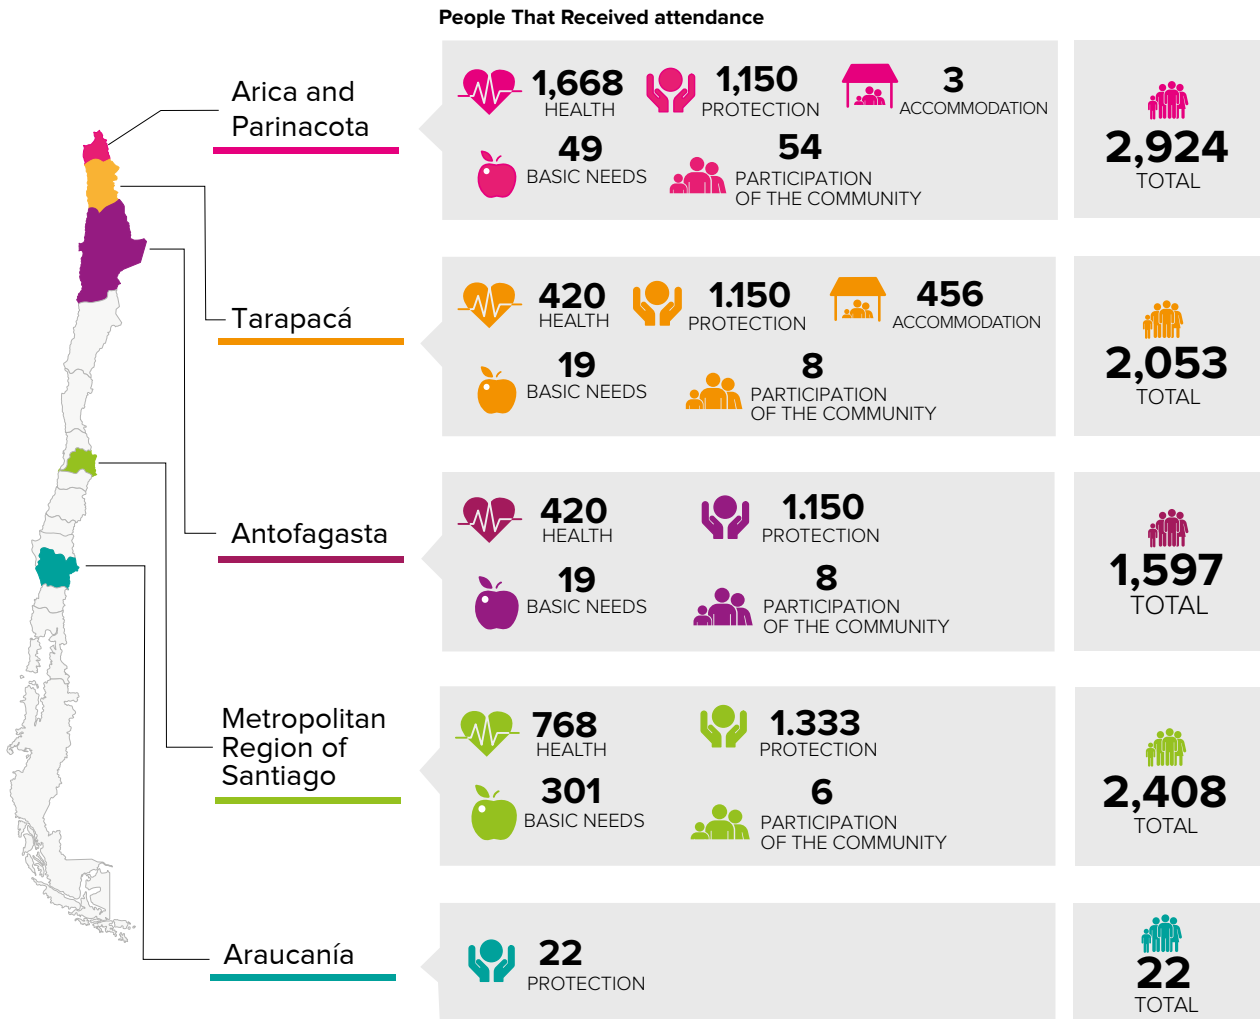 People That Received attendance
Arica and
Parinacota
1,668
HEALTH
1,150
PROTECTION
3
ACCOMMODATION
49
BASIC NEEDS
54
PARTICIPATION
OF THE COMMUNITY
2,924
TOTAL
Tarapacá
420
HEALTH
1.150
PROTECTION
456
ACCOMMODATION
19
BASIC NEEDS
8
PARTICIPATION
OF THE COMMUNITY
2,053
TOTAL
Antofagasta
420
HEALTH
1.150
PROTECTION
19
BASIC NEEDS
8
PARTICIPATION
OF THE COMMUNITY
1,597
TOTAL
Metropolitan
Region of
Santiago
768
HEALTH
1.333
PROTECTION
301
BASIC NEEDS
6
PARTICIPATION
OF THE COMMUNITY
2,408
TOTAL
Araucanía
22
PROTECTION
22
TOTAL